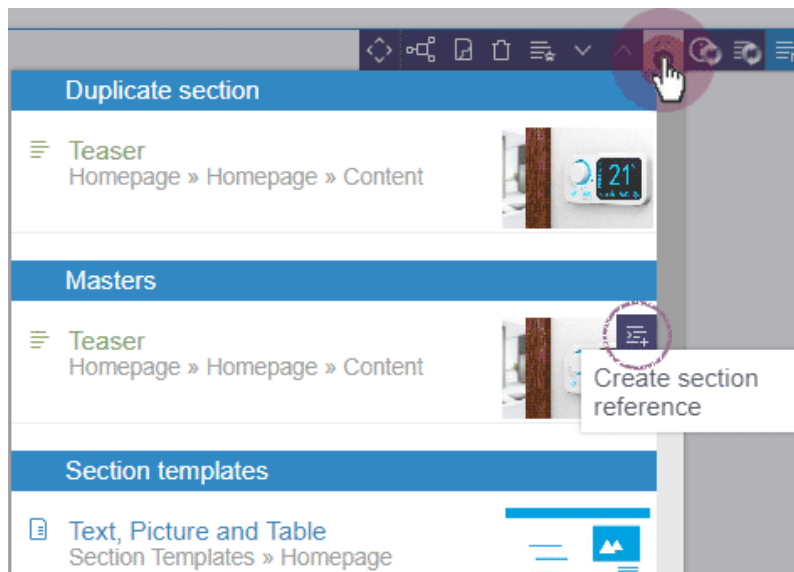 Duplicate section
Teaser
Homepage » Homepage » Content
21°
Masters
Teaser
Homepage » Homepage » Content
Create section
reference
Section templates
Text, Picture and Table
Section Templates » Homepage